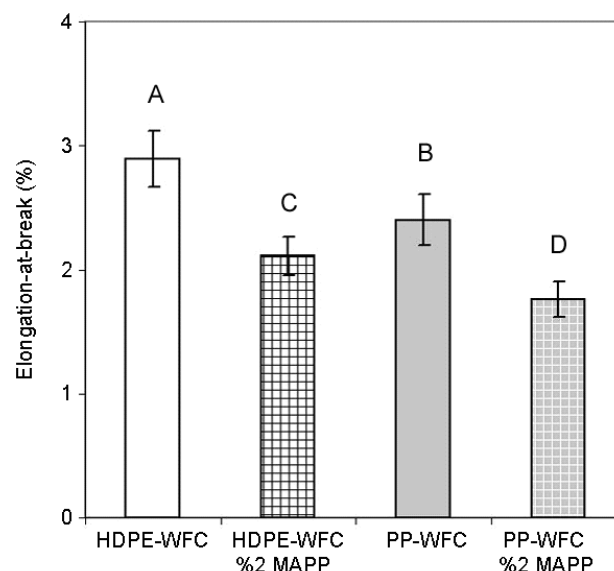 4
A
3
B
C
D
2
1
0
Elongation-at-break (%)
HDPE-WFC HDPE-WFC PP-WFC PP-WFC
%2 MAPP %2 MAPP